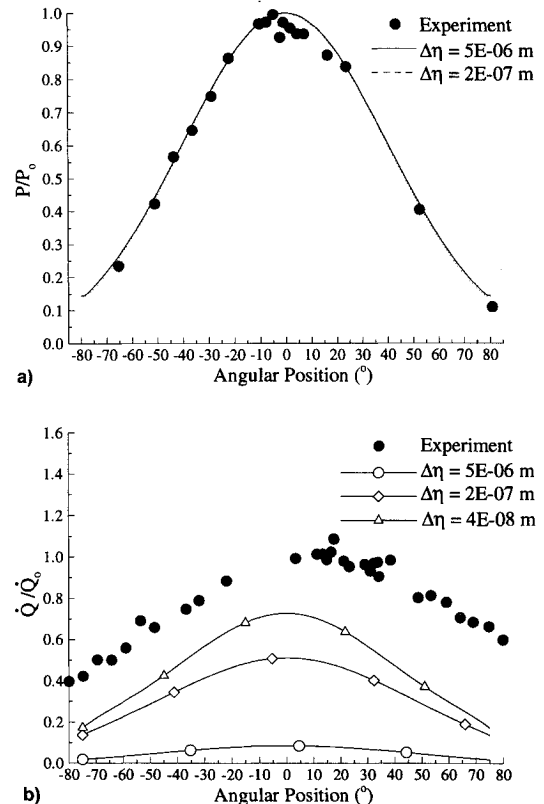 1.0
0.9
0.8
0.7
0.6
0.5
0.4
0.3
0.2
0.1
0.0
P/P₀
Experiment
Δη = 5E-06 m
Δη = 2E-07 m
-80 -70 -60 -50 -40 -30 -20 -10 0 10 20 30 40 50 60 70 80
Angular Position (°)
a)
1.6
1.4
1.2
1.0
0.8
0.6
0.4
0.2
0.0
Q̇/Q̇₀
Experiment
Δη = 5E-06 m
Δη = 2E-07 m
Δη = 4E-08 m
-80 -70 -60 -50 -40 -30 -20 -10 0 10 20 30 40 50 60 70 80
Angular Position (°)
b)